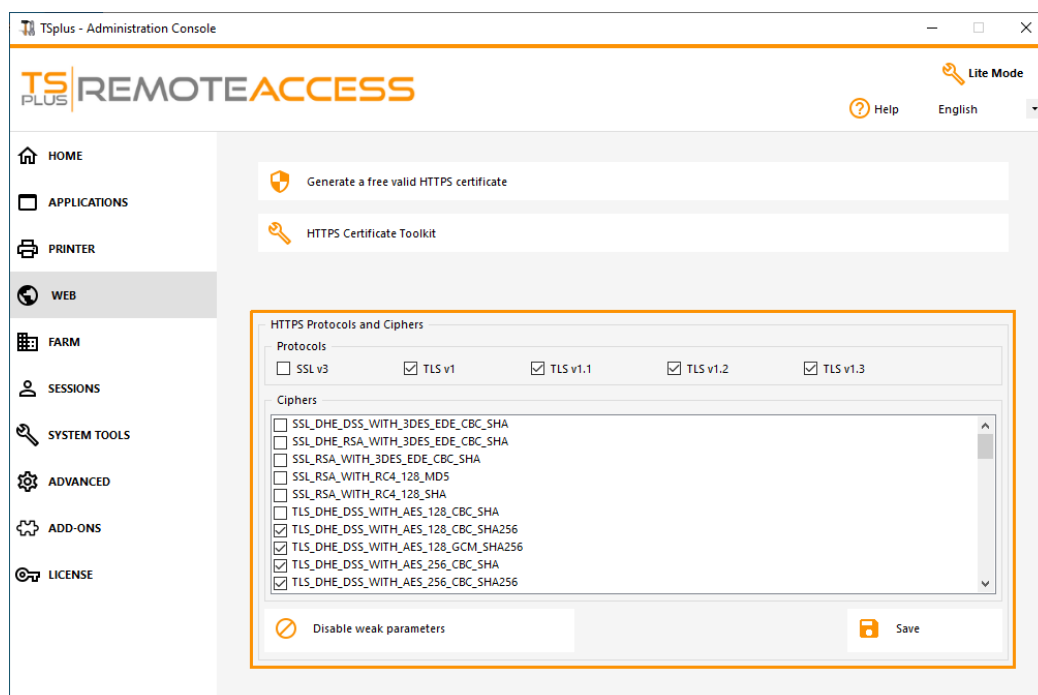 TSplus - Administration Console
TS PLUS REMOTEACCESS
Lite Mode
Help
English
HOME
APPLICATIONS
PRINTER
WEB
FARM
SESSIONS
SYSTEM TOOLS
ADVANCED
ADD-ONS
LICENSE
Generate a free valid HTTPS certificate
HTTPS Certificate Toolkit
HTTPS Protocols and Ciphers
Protocols
SSL v3 TLS v1 TLS v1.1 TLS v1.2 TLS v1.3
Ciphers
SSL_DHE_DSS_WITH_3DES_EDE_CBC_SHA
SSL_DHE_RSA_WITH_3DES_EDE_CBC_SHA
SSL_RSA_WITH_3DES_EDE_CBC_SHA
SSL_RSA_WITH_RC4_128_MD5
SSL_RSA_WITH_RC4_128_SHA
TLS_DHE_DSS_WITH_AES_128_CBC_SHA
TLS_DHE_DSS_WITH_AES_128_CBC_SHA256
TLS_DHE_DSS_WITH_AES_128_GCM_SHA256
TLS_DHE_DSS_WITH_AES_256_CBC_SHA
TLS_DHE_DSS_WITH_AES_256_CBC_SHA256
Disable weak parameters
Save